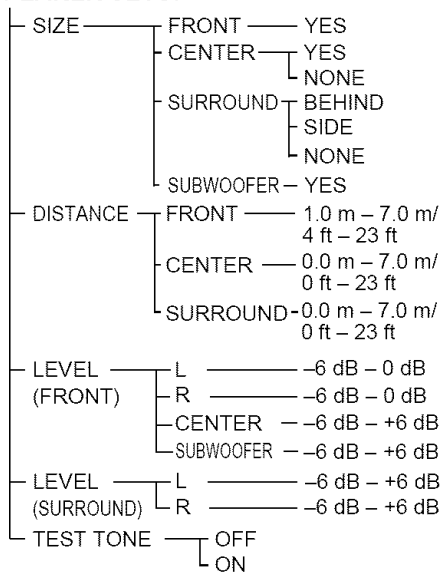 SIZE FRONT YES
CENTER YES
NONE
SURROUND BEHIND
SIDE
NONE
SUBWOOFER YES
DISTANCE FRONT 1.0 m – 7.0 m/
4 ft – 23 ft
CENTER 0.0 m – 7.0 m/
0 ft – 23 ft
SURROUND 0.0 m – 7.0 m/
0 ft – 23 ft
LEVEL L –6 dB – 0 dB
(FRONT) R –6 dB – 0 dB
CENTER –6 dB – +6 dB
SUBWOOFER –6 dB – +6 dB
LEVEL L –6 dB – +6 dB
(SURROUND) R –6 dB – +6 dB
TEST TONE OFF
ON